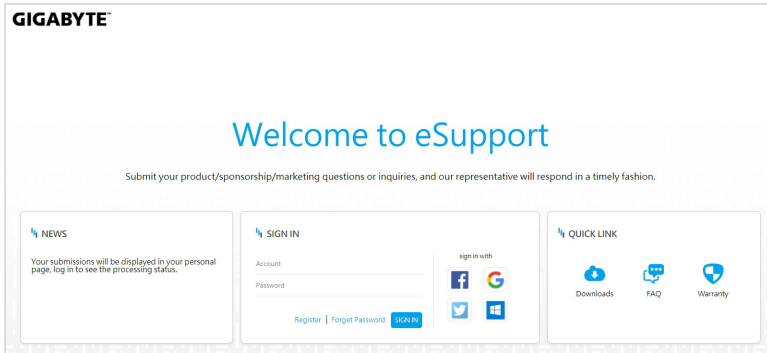 GIGABYTE™
Welcome to eSupport
Submit your product/sponsorship/marketing questions or inquiries, and our representative will respond in a timely fashion.
NEWS
Your submissions will be displayed in your personal
page, log in to see the processing status.
SIGN IN
Account
Password
Register | Forget Password SIGN IN
sign in with
QUICK LINK
Downloads FAQ Warranty